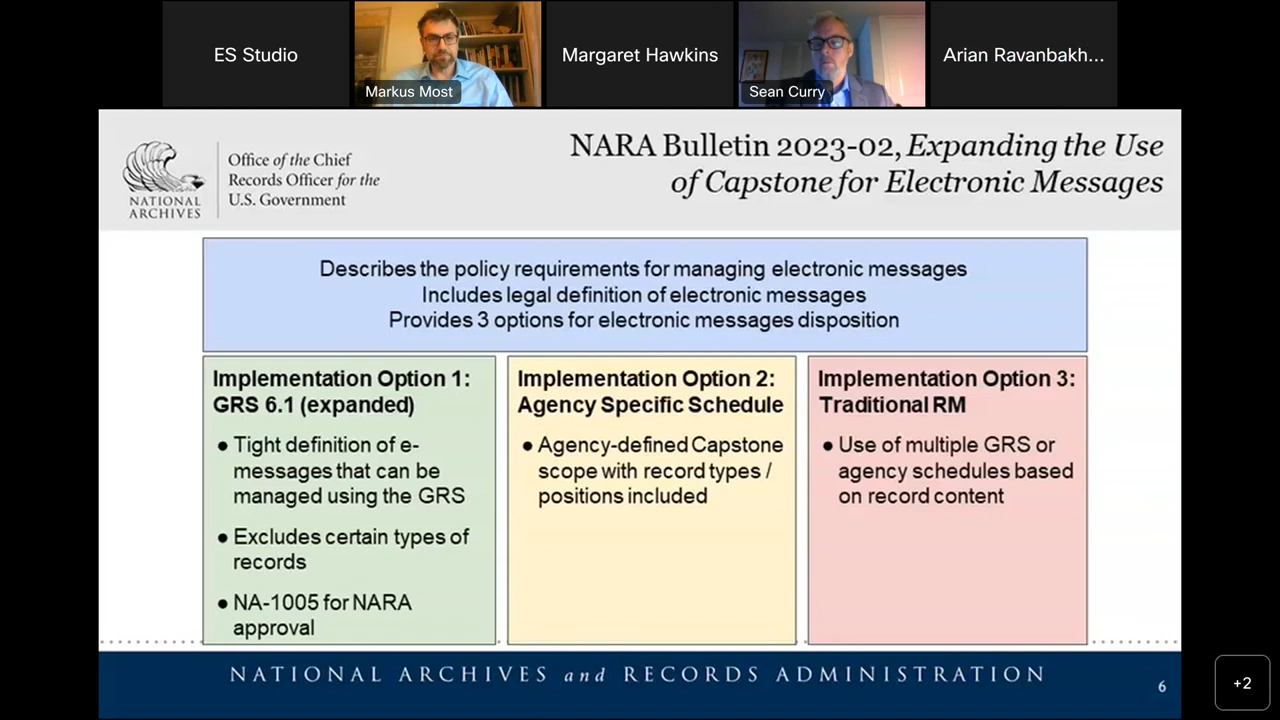 ES Studio
Markus Most
Margaret Hawkins
Sean Curry
Arian Ravanbakh...
NATIONAL
ARCHIVES
Office of the Chief
Records Officer for the
U.S. Government
NARA Bulletin 2023-02, Expanding the Use
of Capstone for Electronic Messages
Describes the policy requirements for managing electronic messages
Includes legal definition of electronic messages
Provides 3 options for electronic messages disposition
Implementation Option 1:
GRS 6.1 (expanded)
● Tight definition of e-
messages that can be
managed using the GRS
● Excludes certain types of
records
● NA-1005 for NARA
approval
Implementation Option 2:
Agency Specific Schedule
● Agency-defined Capstone
scope with record types /
positions included
Implementation Option 3:
Traditional RM
● Use of multiple GRS or
agency schedules based
on record content
NATIONAL ARCHIVES and RECORDS ADMINISTRATION
6
+2